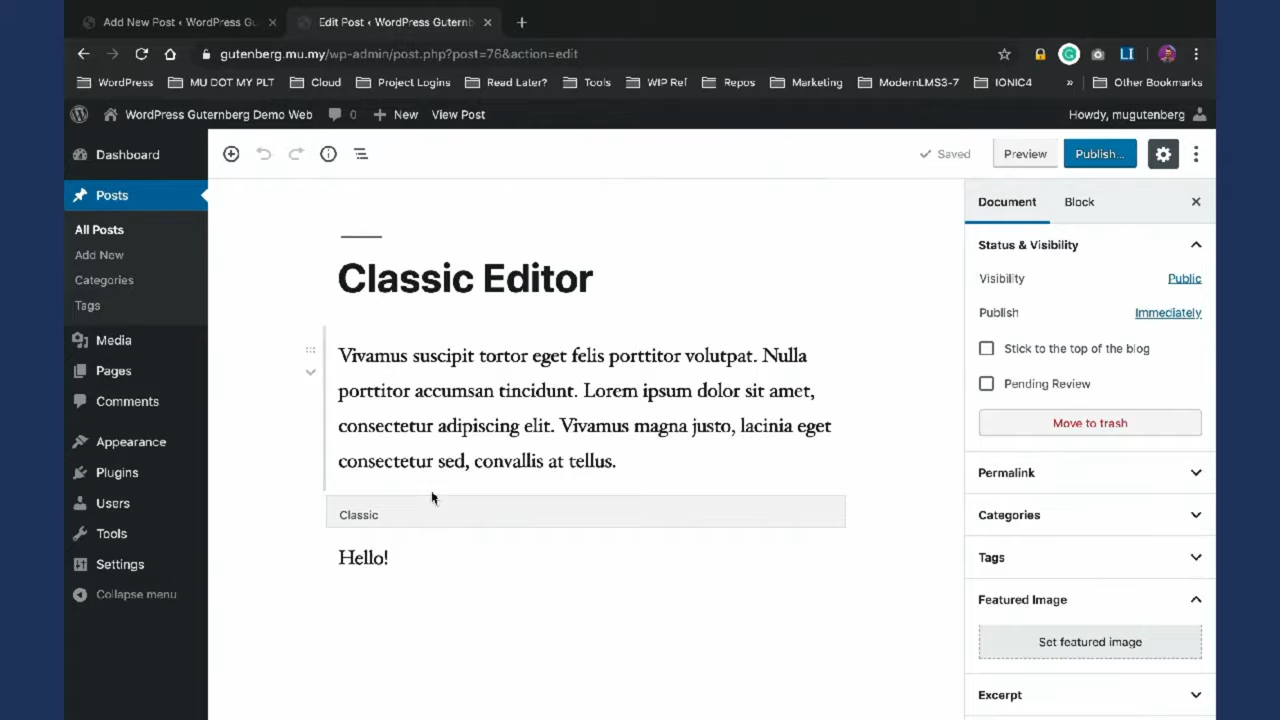 Add New Post ‹ WordPress Gu
Edit Post ‹ WordPress Gutenb
gutenberg.mu.my/wp-admin/post.php?post=76&action=edit
LI
WordPress
MU DOT MY PLT
Cloud
Project Logins
Read Later?
Tools
WIP Ref
Repos
Marketing
ModernLMS3-7
IONIC4
»
Other Bookmarks
WordPress Guternberg Demo Web
0
New
View Post
Howdy, mugutenberg
Dashboard
Posts
All Posts
Add New
Categories
Tags
Media
Pages
Comments
Appearance
Plugins
Users
Tools
Settings
Collapse menu
Saved
Preview
Publish...
Classic Editor
Vivamus suscipit tortor eget felis porttitor volutpat. Nulla
porttitor accumsan tincidunt. Lorem ipsum dolor sit amet,
consectetur adipiscing elit. Vivamus magna justo, lacinia eget
consectetur sed, convallis at tellus.
Classic
Hello!
Document
Block
Status & Visibility
Visibility
Public
Publish
Immediately
Stick to the top of the blog
Pending Review
Move to trash
Permalink
Categories
Tags
Featured Image
Set featured image
Excerpt